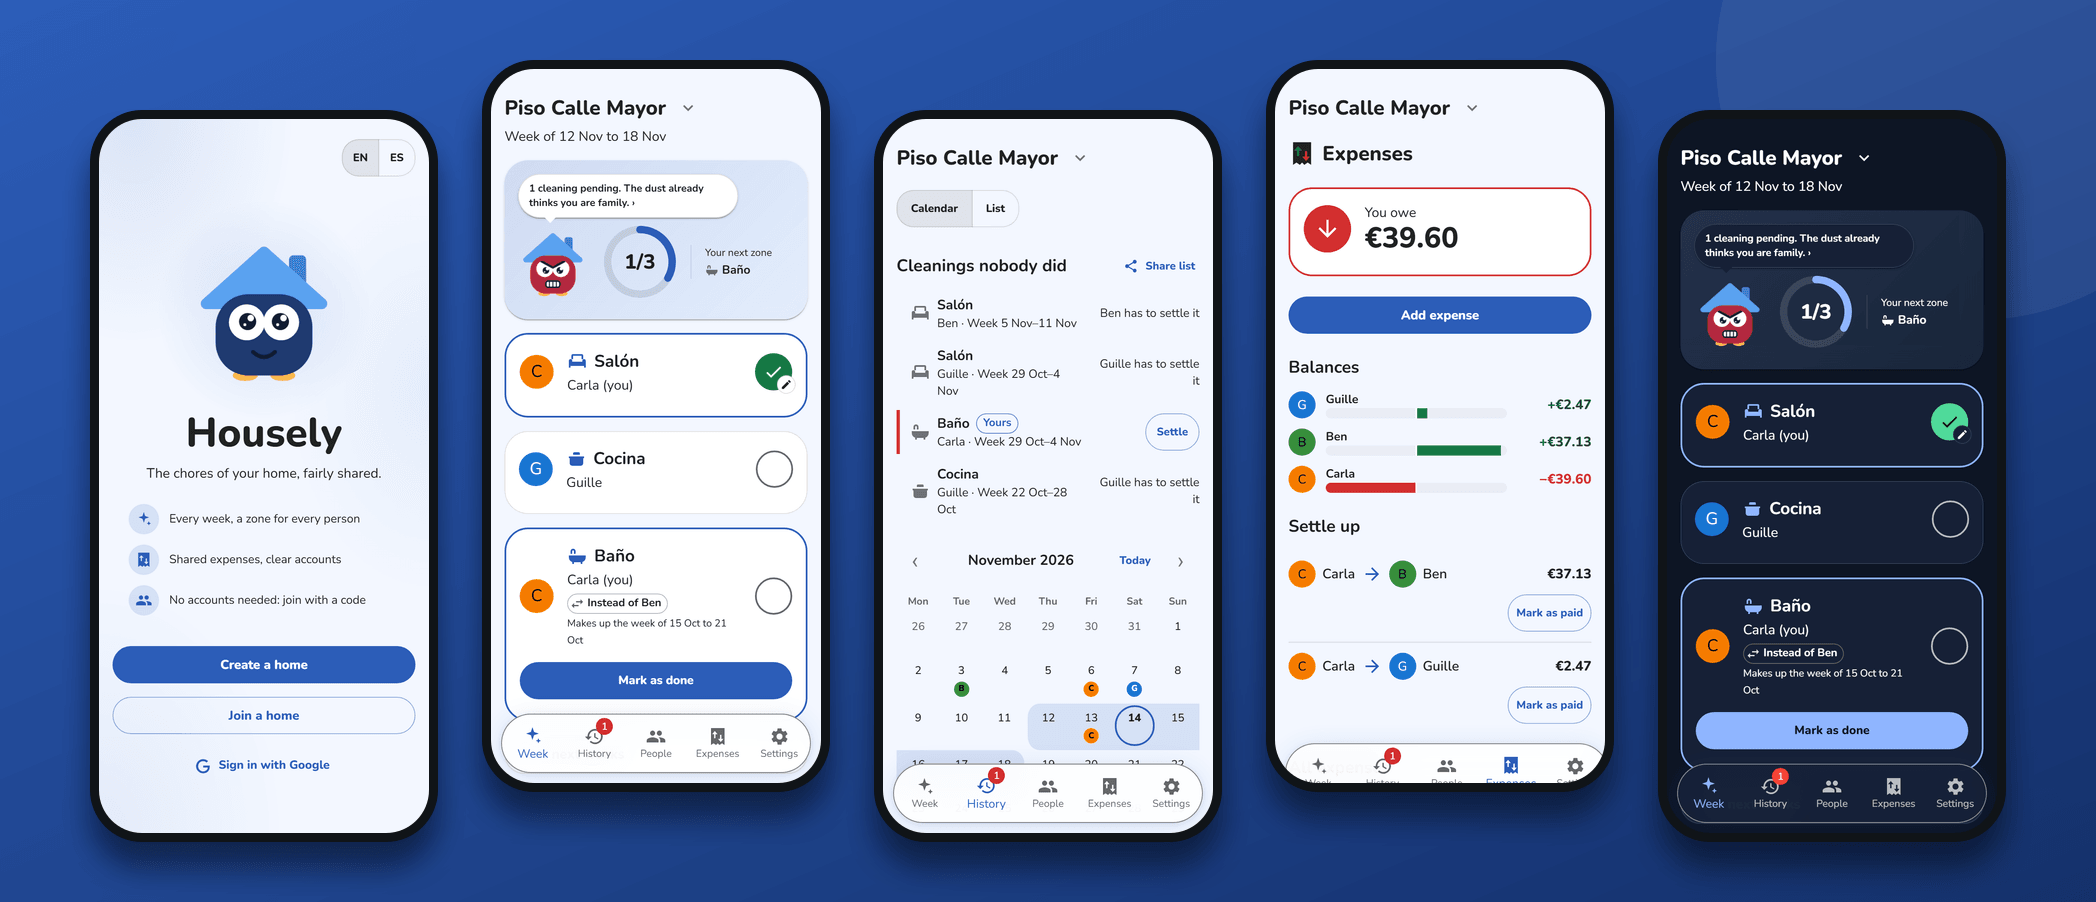 EN ES
Housely
The chores of your home, fairly shared.
Every week, a zone for every person
Shared expenses, clear accounts
No accounts needed: join with a code
Create a home
Join a home
Sign in with Google
Piso Calle Mayor
Week of 12 Nov to 18 Nov
1 cleaning pending. The dust already
thinks you are family. ›
1/3
Your next zone
Baño
C
Salón
Carla (you)
G
Cocina
Guille
Baño
Carla (you)
C
Instead of Ben
Makes up the week of 15 Oct to 21
Oct
Mark as done
1
Week History People Expenses Settings
Piso Calle Mayor
Calendar List
Cleanings nobody did
Share list
Salón
Ben · Week 5 Nov–11 Nov
Ben has to settle it
Salón
Guille · Week 29 Oct–4
Nov
Guille has to settle
it
Baño Yours
Carla · Week 29 Oct–4 Nov
Settle
Cocina
Guille · Week 22 Oct–28
Oct
Guille has to settle
it
‹ November 2026 Today ›
Mon Tue Wed Thu Fri Sat Sun
26 27 28 29 30 31 1
2 3 4 5 6 7 8
B C G
9 10 11 12 13 14 15
C
16 17 18 19 20 21 22
1
Week History People Expenses Settings
Piso Calle Mayor
Expenses
You owe
€39.60
Add expense
Balances
G Guille +€2.47
B Ben +€37.13
C Carla −€39.60
Settle up
C Carla → B Ben €37.13
Mark as paid
C Carla → G Guille €2.47
Mark as paid
1
Week History People Expenses Settings
Piso Calle Mayor
Week of 12 Nov to 18 Nov
1 cleaning pending. The dust already
thinks you are family. ›
1/3
Your next zone
Baño
C
Salón
Carla (you)
G
Cocina
Guille
Baño
Carla (you)
C
Instead of Ben
Makes up the week of 15 Oct to 21
Oct
Mark as done
1
Week History People Expenses Settings